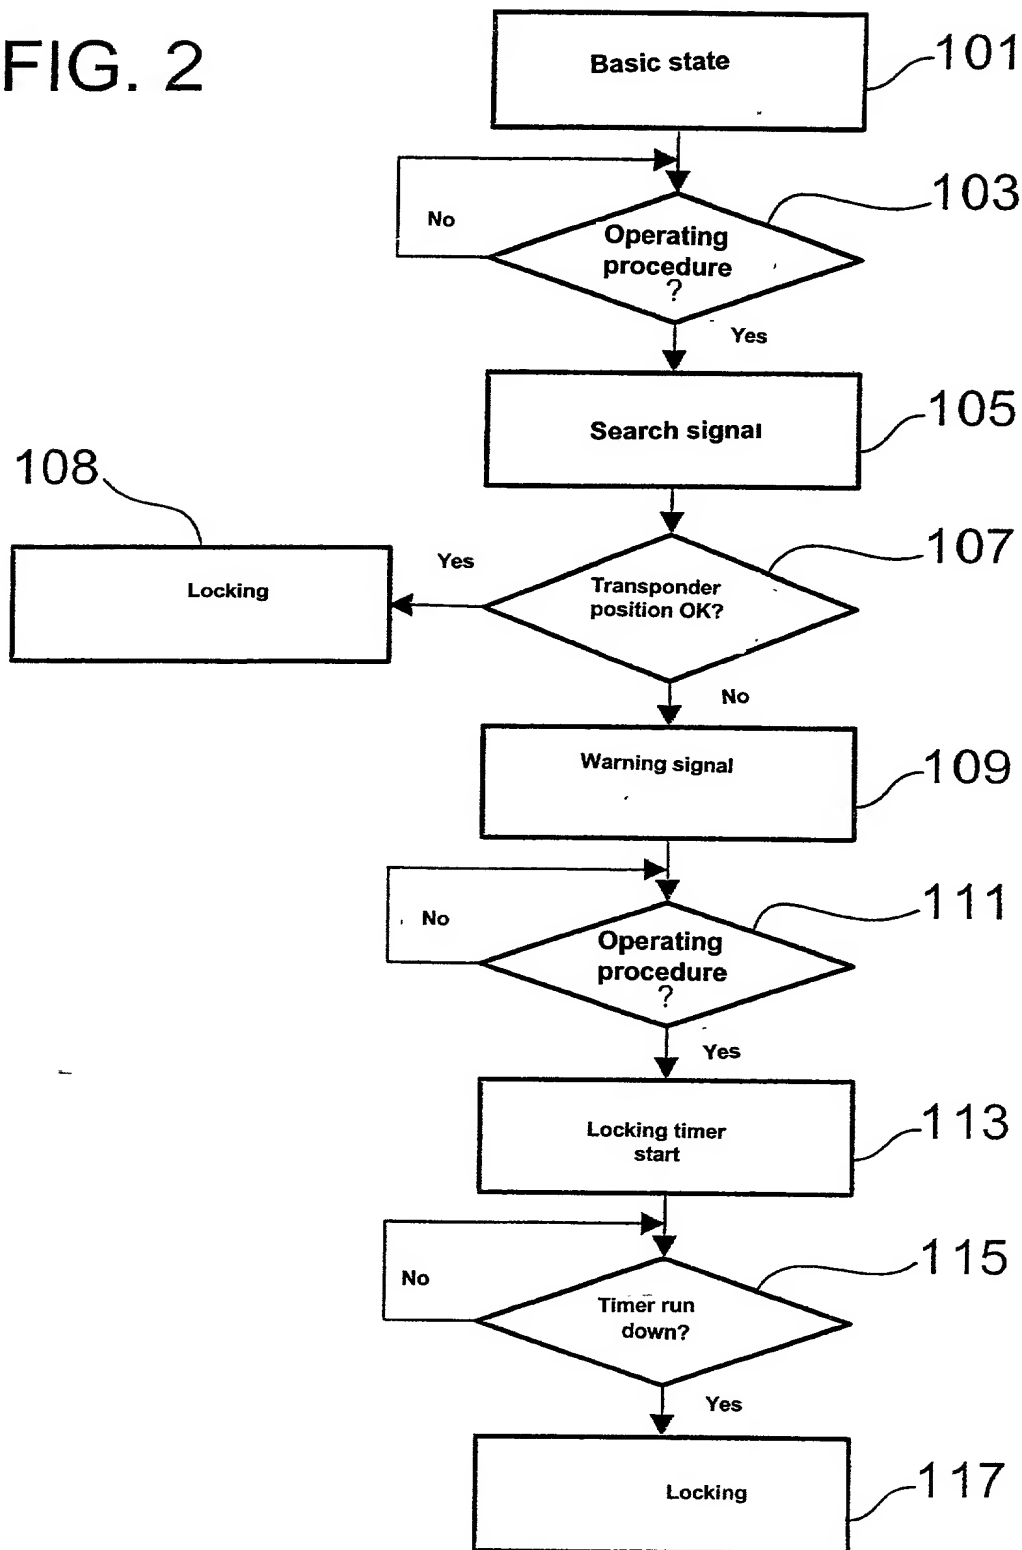 FIG. 2
Basic state
101
No
103
Operating
procedure
?
Yes
Search signal
105
108
Locking
Yes
107
Transponder
position OK?
No
Warning signal
109
No
111
Operating
procedure
?
Yes
Locking timer
start
113
No
115
Timer run
down?
Yes
Locking
117